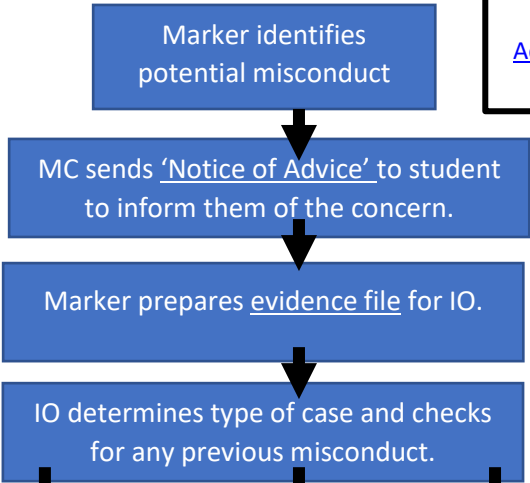 Marker identifies
potential misconduct
MC sends ‘Notice of Advice’ to student
to inform them of the concern.
Marker prepares evidence file for IO.
IO determines type of case and checks
for any previous misconduct.